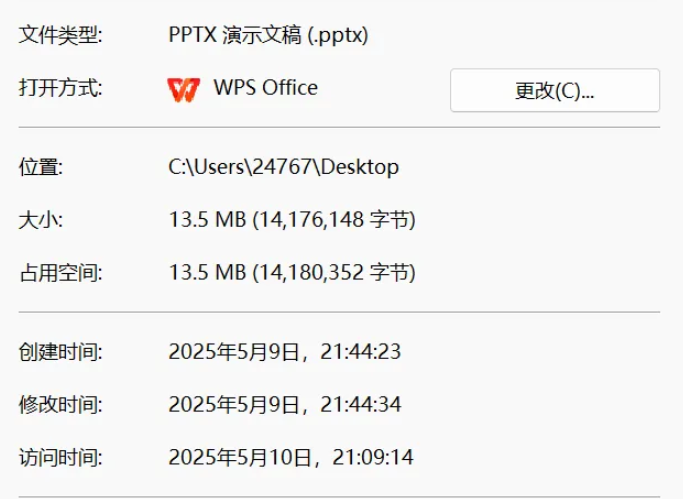 文件类型: PPTX 演示文稿 (.pptx)
打开方式: WPS Office 更改(C)...
位置: C:\Users\24767\Desktop
大小: 13.5 MB (14,176,148 字节)
占用空间: 13.5 MB (14,180,352 字节)
创建时间: 2025年5月9日，21:44:23
修改时间: 2025年5月9日，21:44:34
访问时间: 2025年5月10日，21:09:14